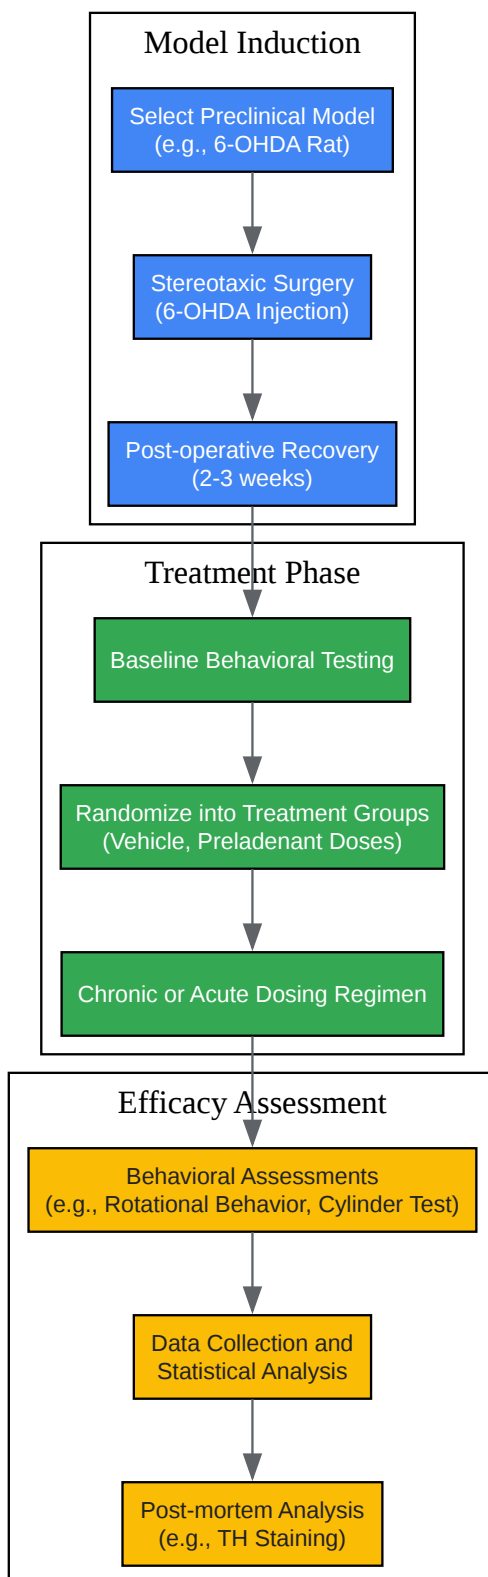 Model Induction
Select Preclinical Model
(e.g., 6-OHDA Rat)
Stereotaxic Surgery
(6-OHDA Injection)
Post-operative Recovery
(2-3 weeks)
Treatment Phase
Baseline Behavioral Testing
Randomize into Treatment Groups
(Vehicle, Preladenant Doses)
Chronic or Acute Dosing Regimen
Efficacy Assessment
Behavioral Assessments
(e.g., Rotational Behavior, Cylinder Test)
Data Collection and
Statistical Analysis
Post-mortem Analysis
(e.g., TH Staining)